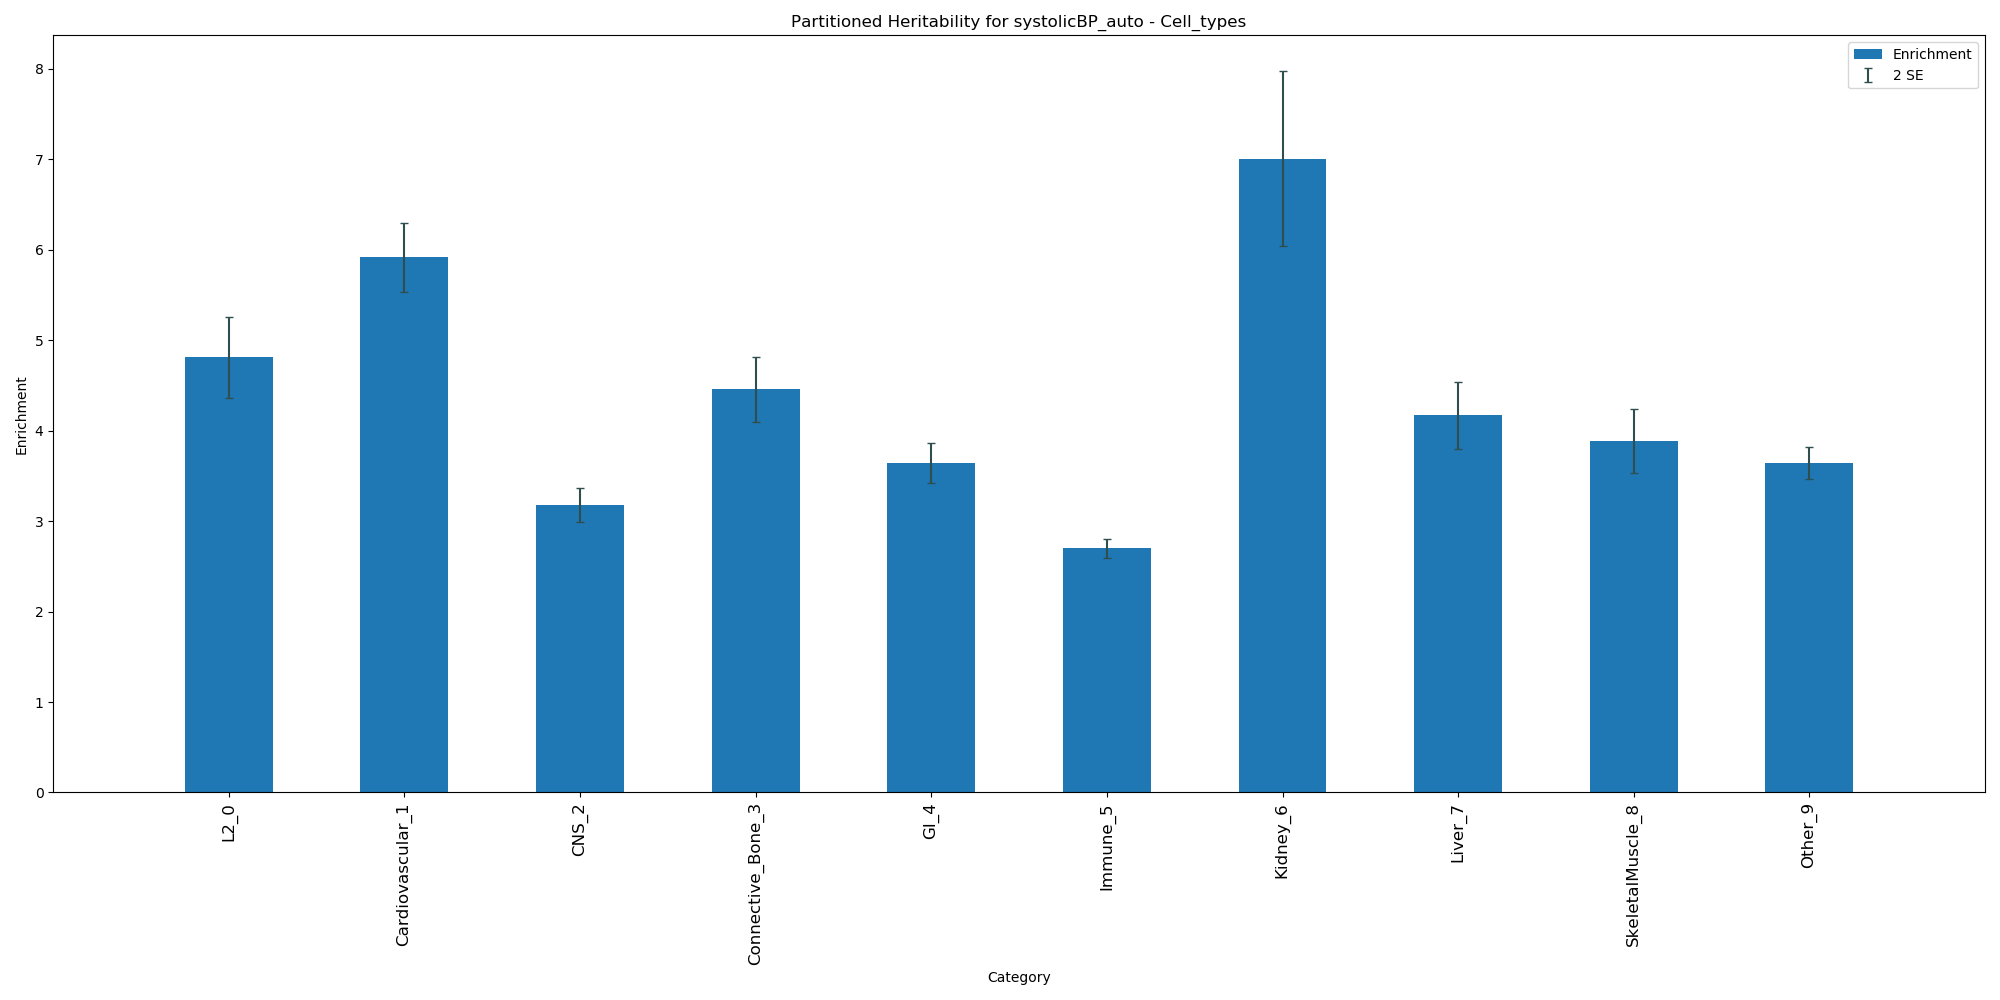 Partitioned Heritability for systolicBP_auto - Cell_types
Enrichment
2 SE
8
7
6
5
4
3
2
1
0
Enrichment
L2_0
Cardiovascular_1
CNS_2
Connective_Bone_3
GI_4
Immune_5
Kidney_6
Liver_7
SkeletalMuscle_8
Other_9
Category